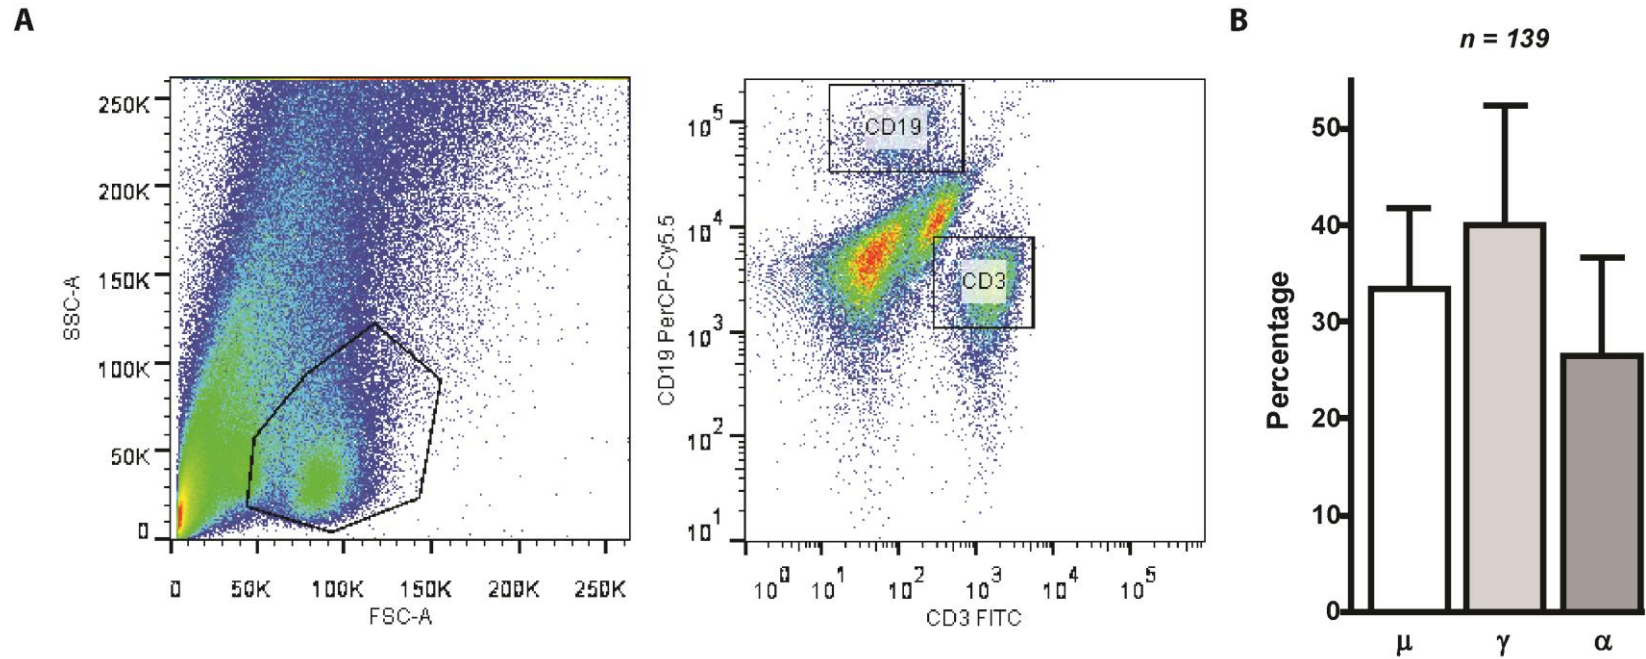 A
250K
200K
150K
100K
50K
0
SSC-A
0 50K 100K 150K 200K 250K
FSC-A
10^5
10^4
10^3
10^2
10^1
CD19 PerCP-Cy5.5
CD19
CD3
10^0 10^1 10^2 10^3 10^4 10^5
CD3 FITC
B
n = 139
50
40
30
20
10
0
Percentage
μ γ α